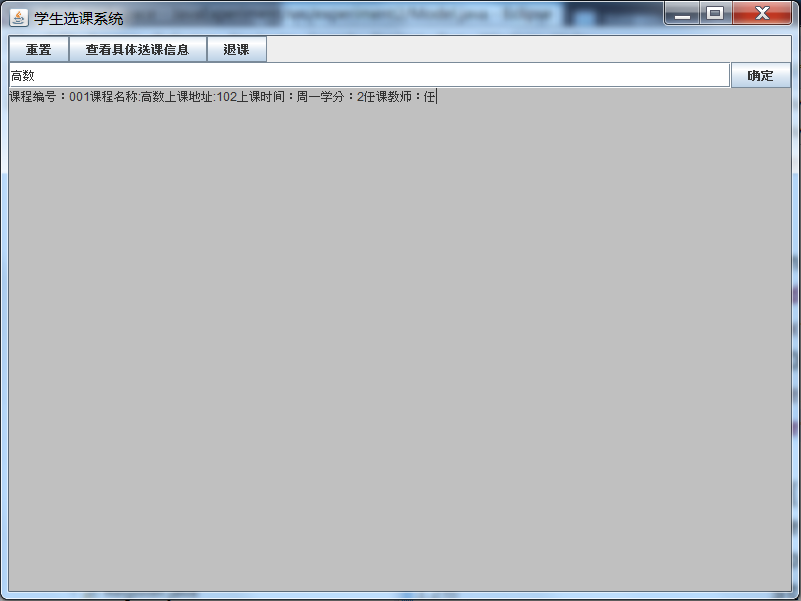 学生选课系统
重置 查看具体选课信息 退课
高数 确定
课程编号：001课程名称:高数上课地址:102上课时间：周一学分：2任课教师：任